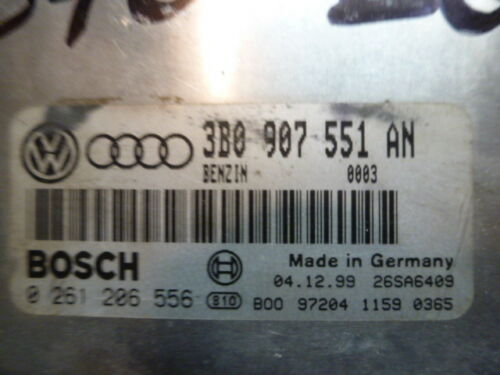 3B0 907 551 AN
BENZIN 0003
BOSCH
Made in Germany
04.12.99 26SA6409
0 261 206 556 810 B00 97204 1159 0365